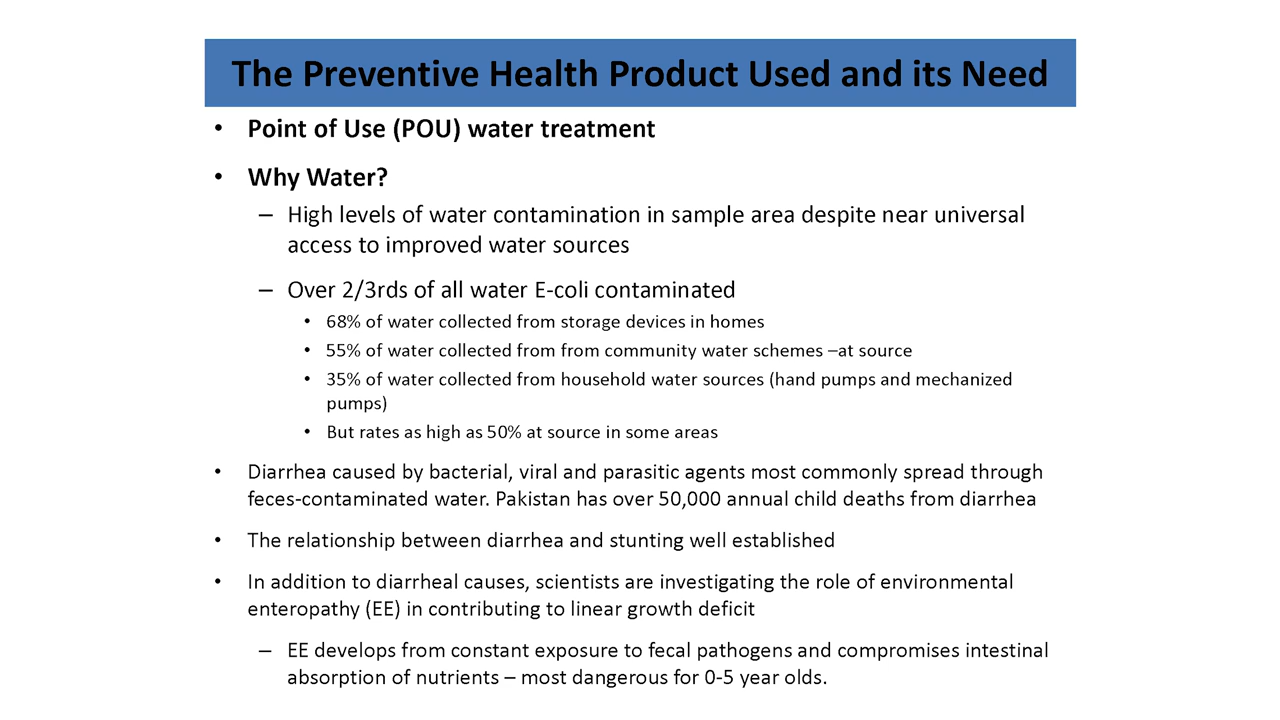 The Preventive Health Product Used and its Need
• Point of Use (POU) water treatment
• Why Water?
– High levels of water contamination in sample area despite near universal
access to improved water sources
– Over 2/3rds of all water E-coli contaminated
• 68% of water collected from storage devices in homes
• 55% of water collected from from community water schemes –at source
• 35% of water collected from household water sources (hand pumps and mechanized
pumps)
• But rates as high as 50% at source in some areas
• Diarrhea caused by bacterial, viral and parasitic agents most commonly spread through
feces-contaminated water. Pakistan has over 50,000 annual child deaths from diarrhea
• The relationship between diarrhea and stunting well established
• In addition to diarrheal causes, scientists are investigating the role of environmental
enteropathy (EE) in contributing to linear growth deficit
– EE develops from constant exposure to fecal pathogens and compromises intestinal
absorption of nutrients – most dangerous for 0-5 year olds.